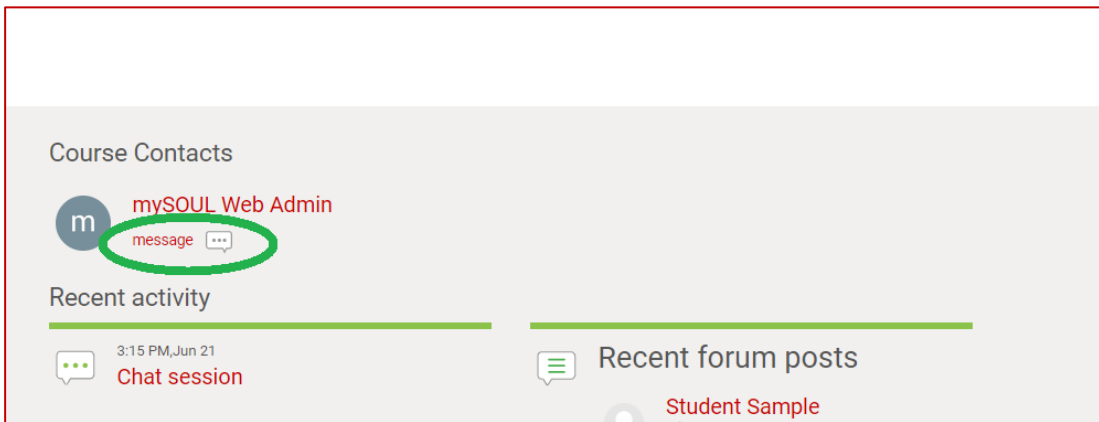 Course Contacts
m
mySOUL Web Admin
message
Recent activity
3:15 PM,Jun 21
Chat session
Recent forum posts
Student Sample